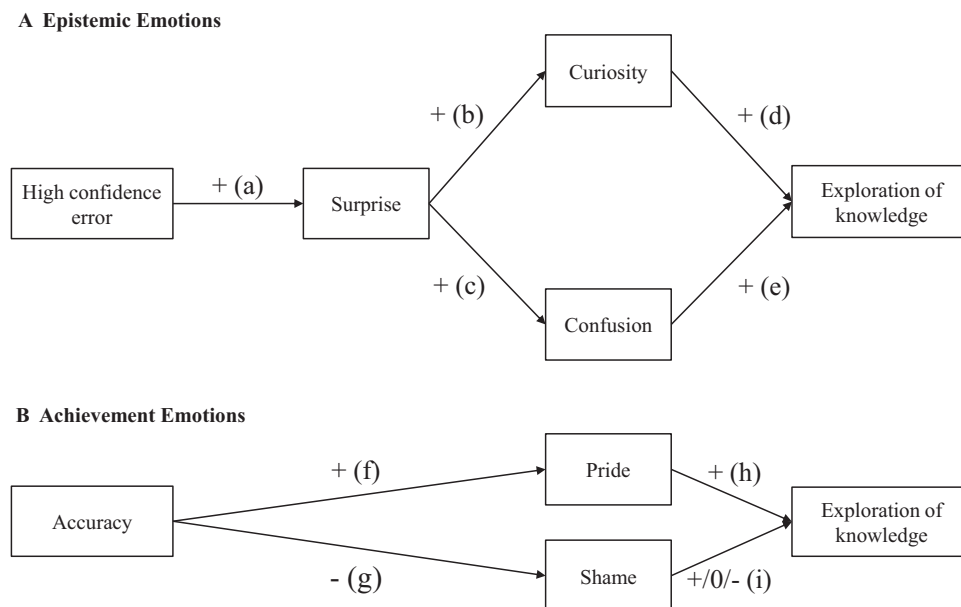 A Epistemic Emotions
Curiosity
+ (b)
+ (d)
High confidence
error
+ (a)
Surprise
Exploration of
knowledge
+ (c)
+ (e)
Confusion
B Achievement Emotions
+ (f)
Pride
+ (h)
Accuracy
Exploration of
knowledge
- (g)
Shame
+/0/- (i)